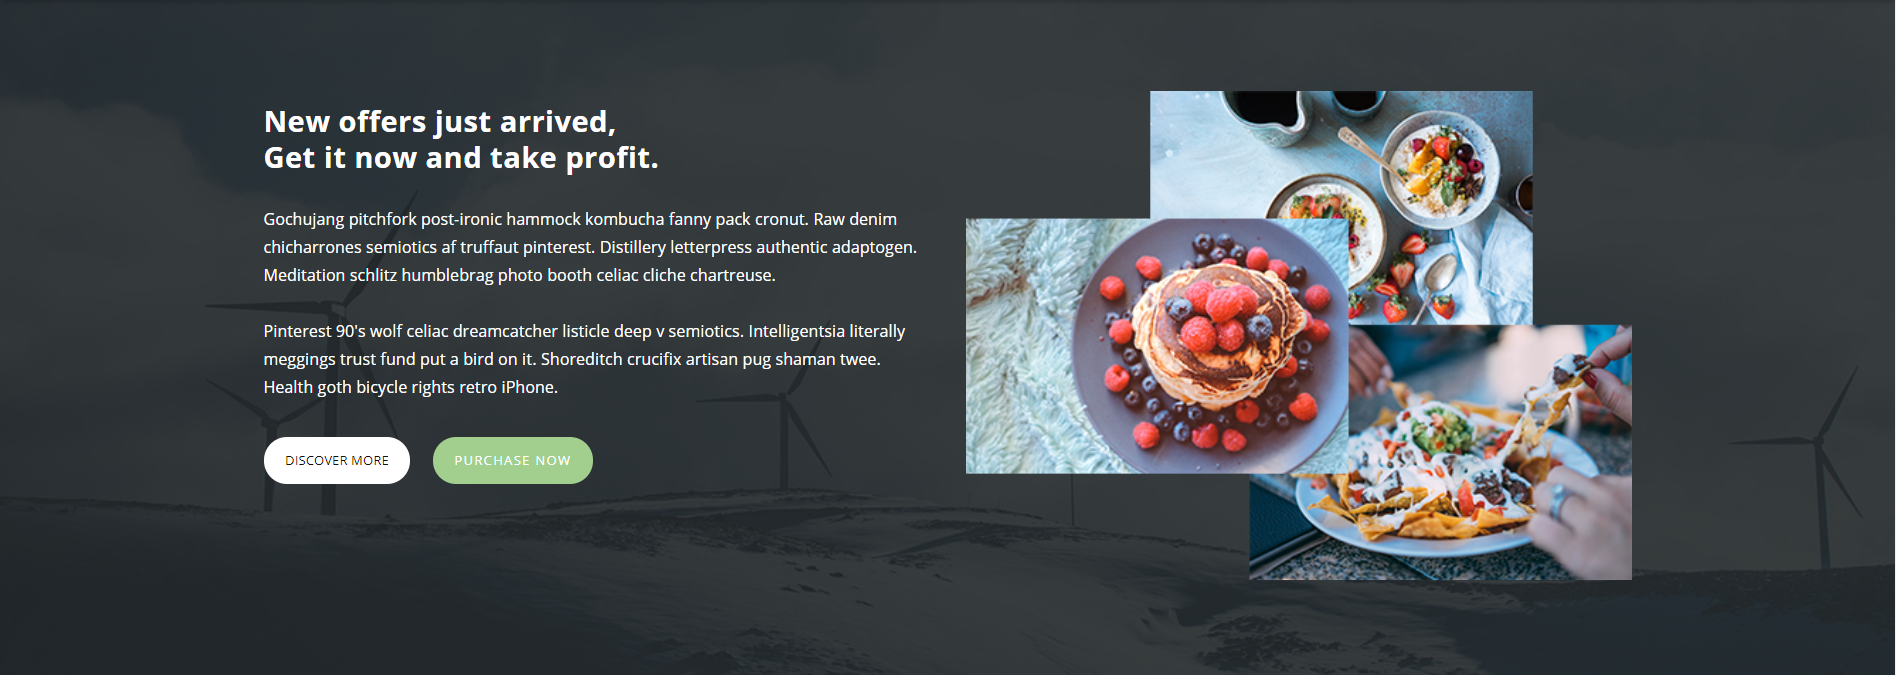 New offers just arrived,
Get it now and take profit.
Gochujang pitchfork post-ironic hammock kombucha fanny pack cronut. Raw denim
chicharrones semiotics af truffaut pinterest. Distillery letterpress authentic adaptogen.
Meditation schlitz humblebrag photo booth celiac cliche chartreuse.
Pinterest 90's wolf celiac dreamcatcher listicle deep v semiotics. Intelligentsia literally
meggings trust fund put a bird on it. Shoreditch crucifix artisan pug shaman twee.
Health goth bicycle rights retro iPhone.
DISCOVER MORE
PURCHASE NOW